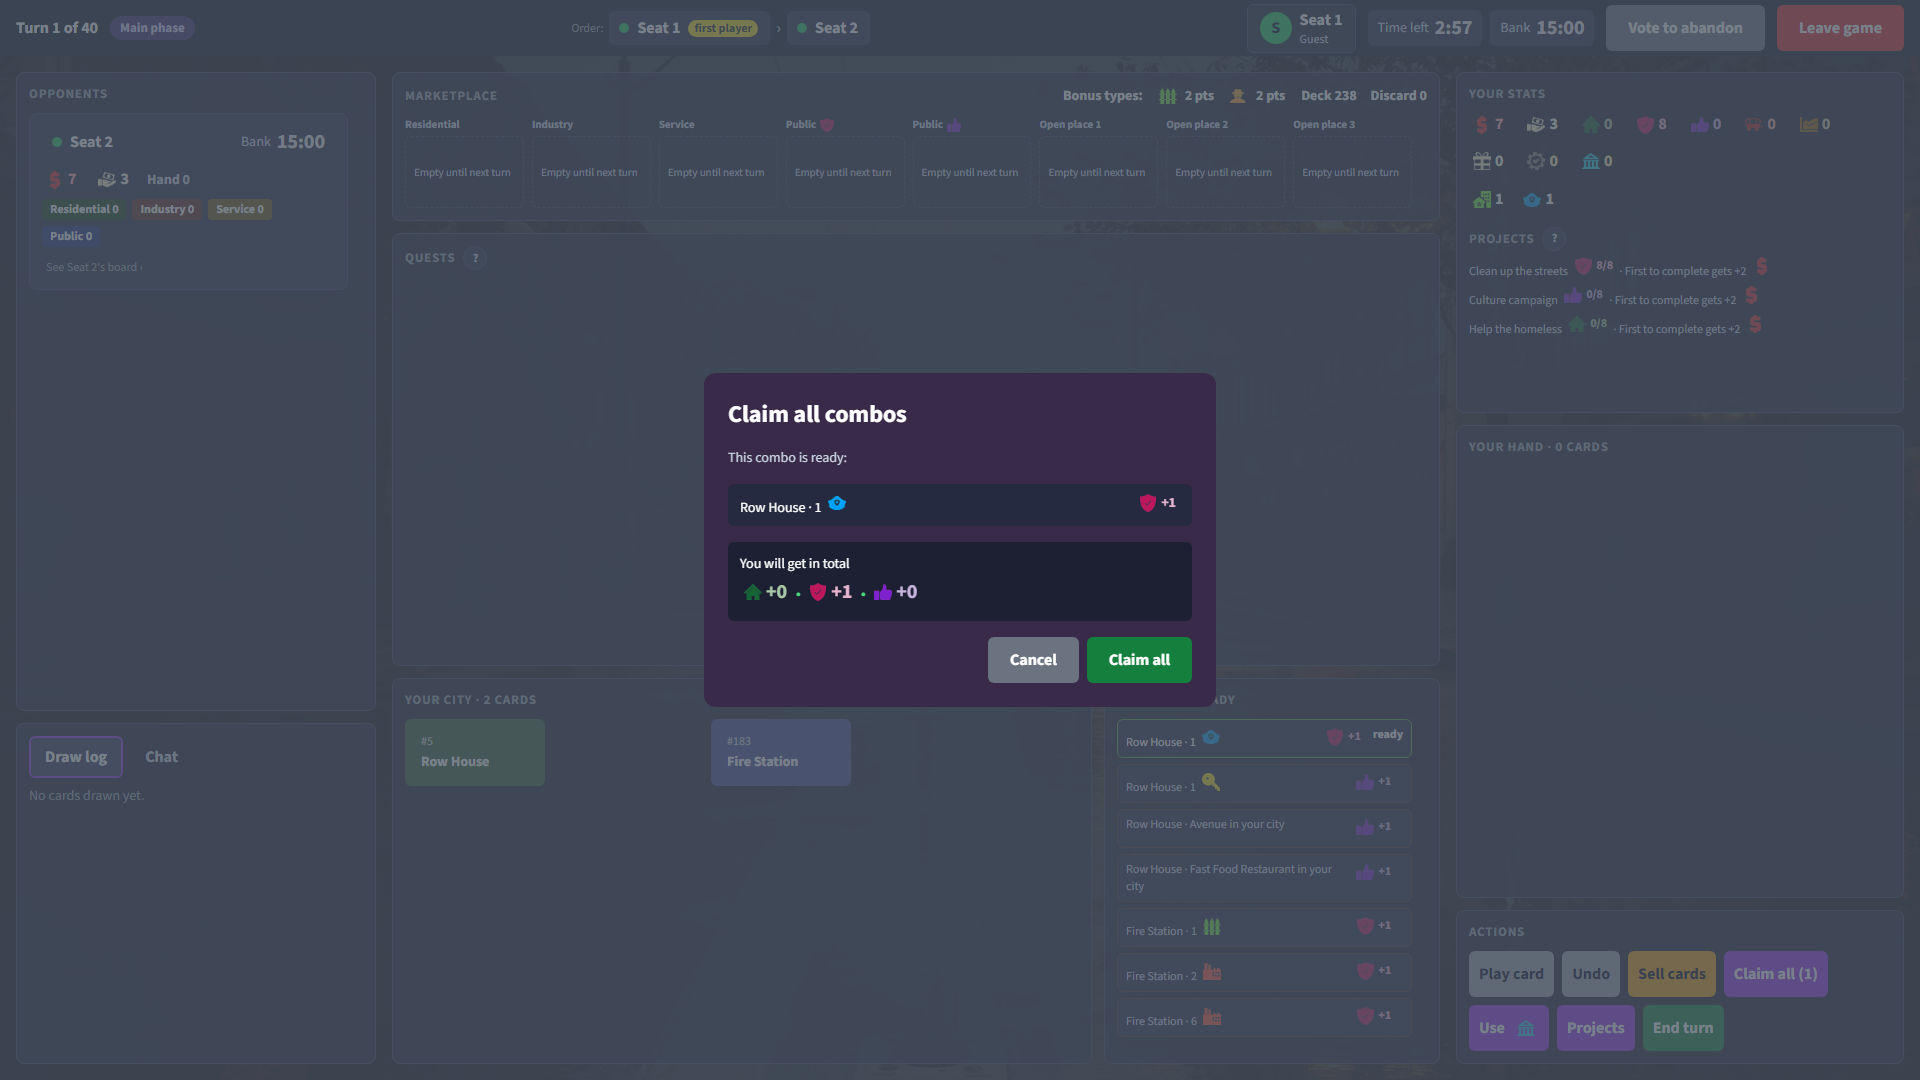 Turn 1 of 40 Main phase
Order: Seat 1 first player › Seat 2
S Seat 1 Guest
Time left 2:57
Bank 15:00
Vote to abandon
Leave game
OPPONENTS
Seat 2 Bank 15:00
7 3 Hand 0
Residential 0 Industry 0 Service 0
Public 0
See Seat 2's board ›
MARKETPLACE
Bonus types: 2 pts 2 pts Deck 238 Discard 0
Residential Industry Service Public Public Open place 1 Open place 2 Open place 3
Empty until next turn Empty until next turn Empty until next turn Empty until next turn Empty until next turn Empty until next turn Empty until next turn Empty until next turn
QUESTS ?
YOUR STATS
7 3 0 8 0 0 0
0 0 0
1 1
PROJECTS ?
Clean up the streets 8/8 · First to complete gets +2
Culture campaign 0/8 · First to complete gets +2
Help the homeless 0/8 · First to complete gets +2
YOUR HAND · 0 CARDS
Claim all combos
This combo is ready:
Row House · 1 +1
You will get in total
+0 • +1 • +0
Cancel Claim all
Draw log Chat
No cards drawn yet.
YOUR CITY · 2 CARDS
#5
Row House
#183
Fire Station
DY
Row House · 1 +1 ready
Row House · 1 +1
Row House · Avenue in your city +1
Row House · Fast Food Restaurant in your +1
city
Fire Station · 1 +1
Fire Station · 2 +1
Fire Station · 6 +1
ACTIONS
Play card Undo Sell cards Claim all (1)
Use Projects End turn